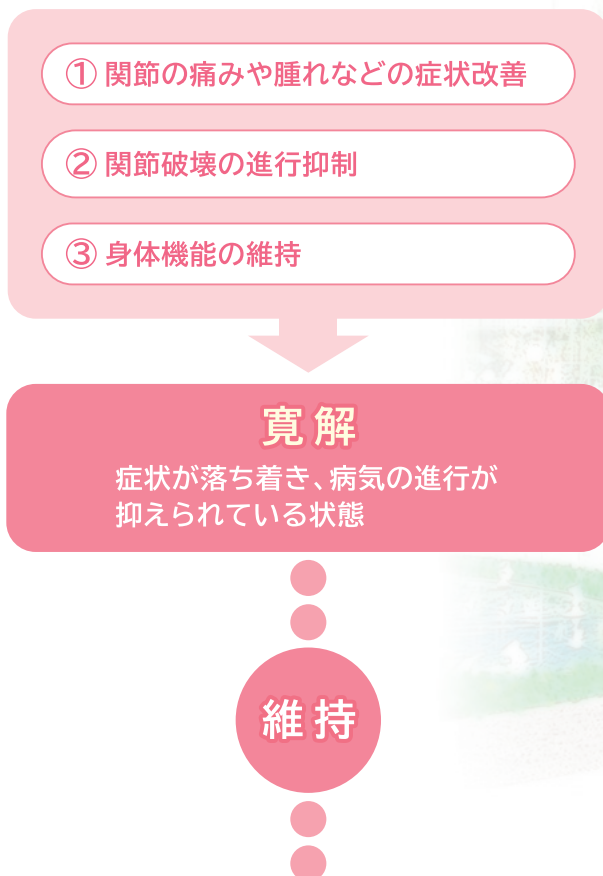 ① 関節の痛みや腫れなどの症状改善
② 関節破壊の進行抑制
③ 身体機能の維持
寛解
症状が落ち着き、病気の進行が
抑えられている状態
維持